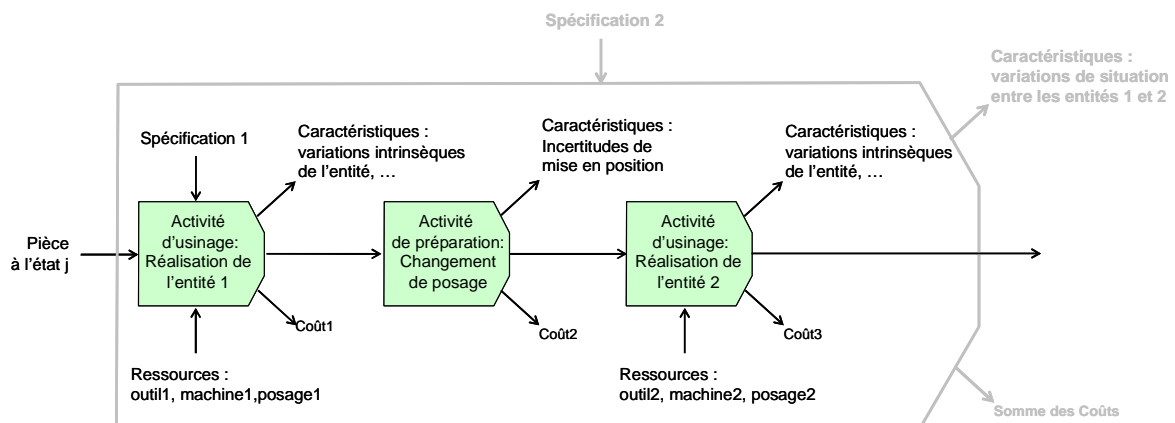 Spécification 2
Caractéristiques :
variations de situation
entre les entités 1 et 2
Spécification 1
Caractéristiques :
variations intrinsèques
de l'entité, ...
Caractéristiques :
Incertitudes de
mise en position
Caractéristiques :
variations intrinsèques
de l'entité, ...
Pièce
à l'état j
Activité
d'usinage:
Réalisation de
l'entité 1
Activité
de préparation:
Changement
de posage
Activité
d'usinage:
Réalisation de
l'entité 2
Coût1
Coût2
Coût3
Ressources :
outil1, machine1,posage1
Ressources :
outil2, machine2, posage2
Somme des Coûts